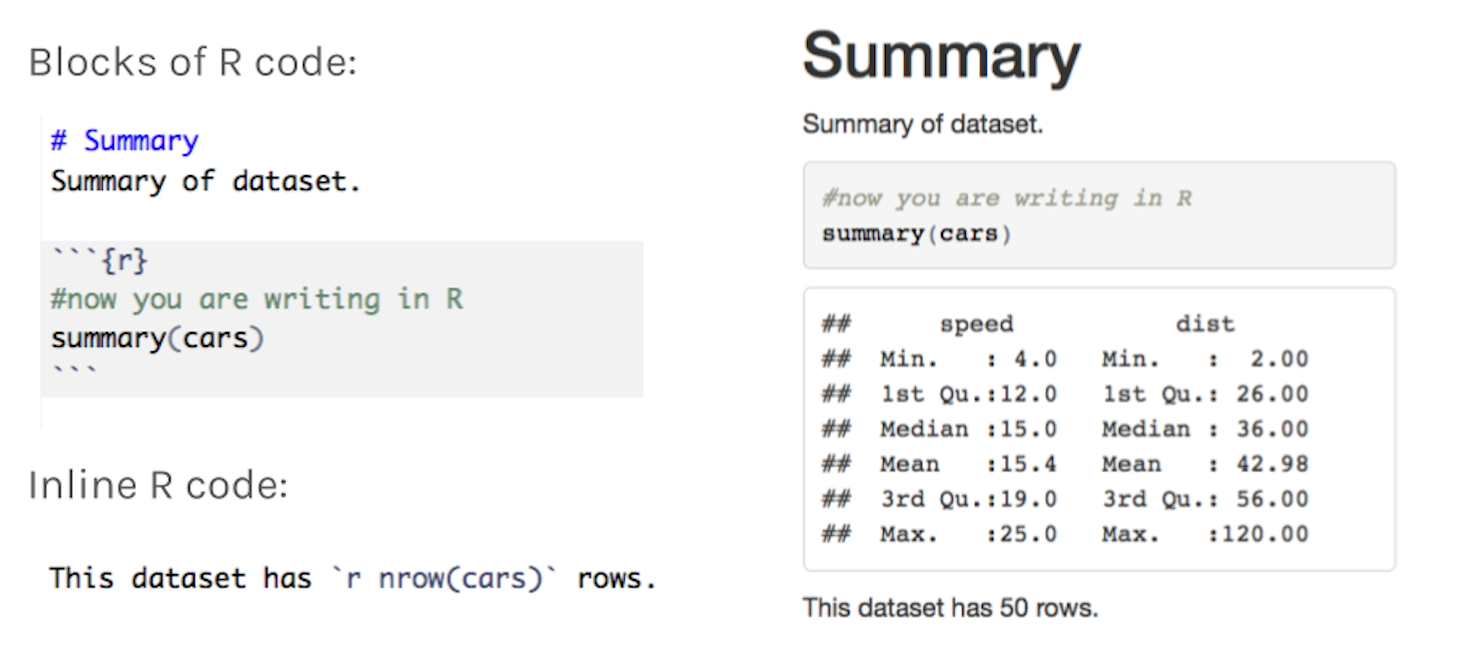 Blocks of R code:
# Summary
Summary of dataset.
```{r}
#now you are writing in R
summary(cars)
```
Inline R code:
This dataset has `r nrow(cars)` rows.
Summary
Summary of dataset.
#now you are writing in R
summary(cars)
##      speed           dist
##  Min.   : 4.0   Min.   :  2.00
##  1st Qu.:12.0   1st Qu.: 26.00
##  Median :15.0   Median : 36.00
##  Mean   :15.4   Mean   : 42.98
##  3rd Qu.:19.0   3rd Qu.: 56.00
##  Max.   :25.0   Max.   :120.00
This dataset has 50 rows.